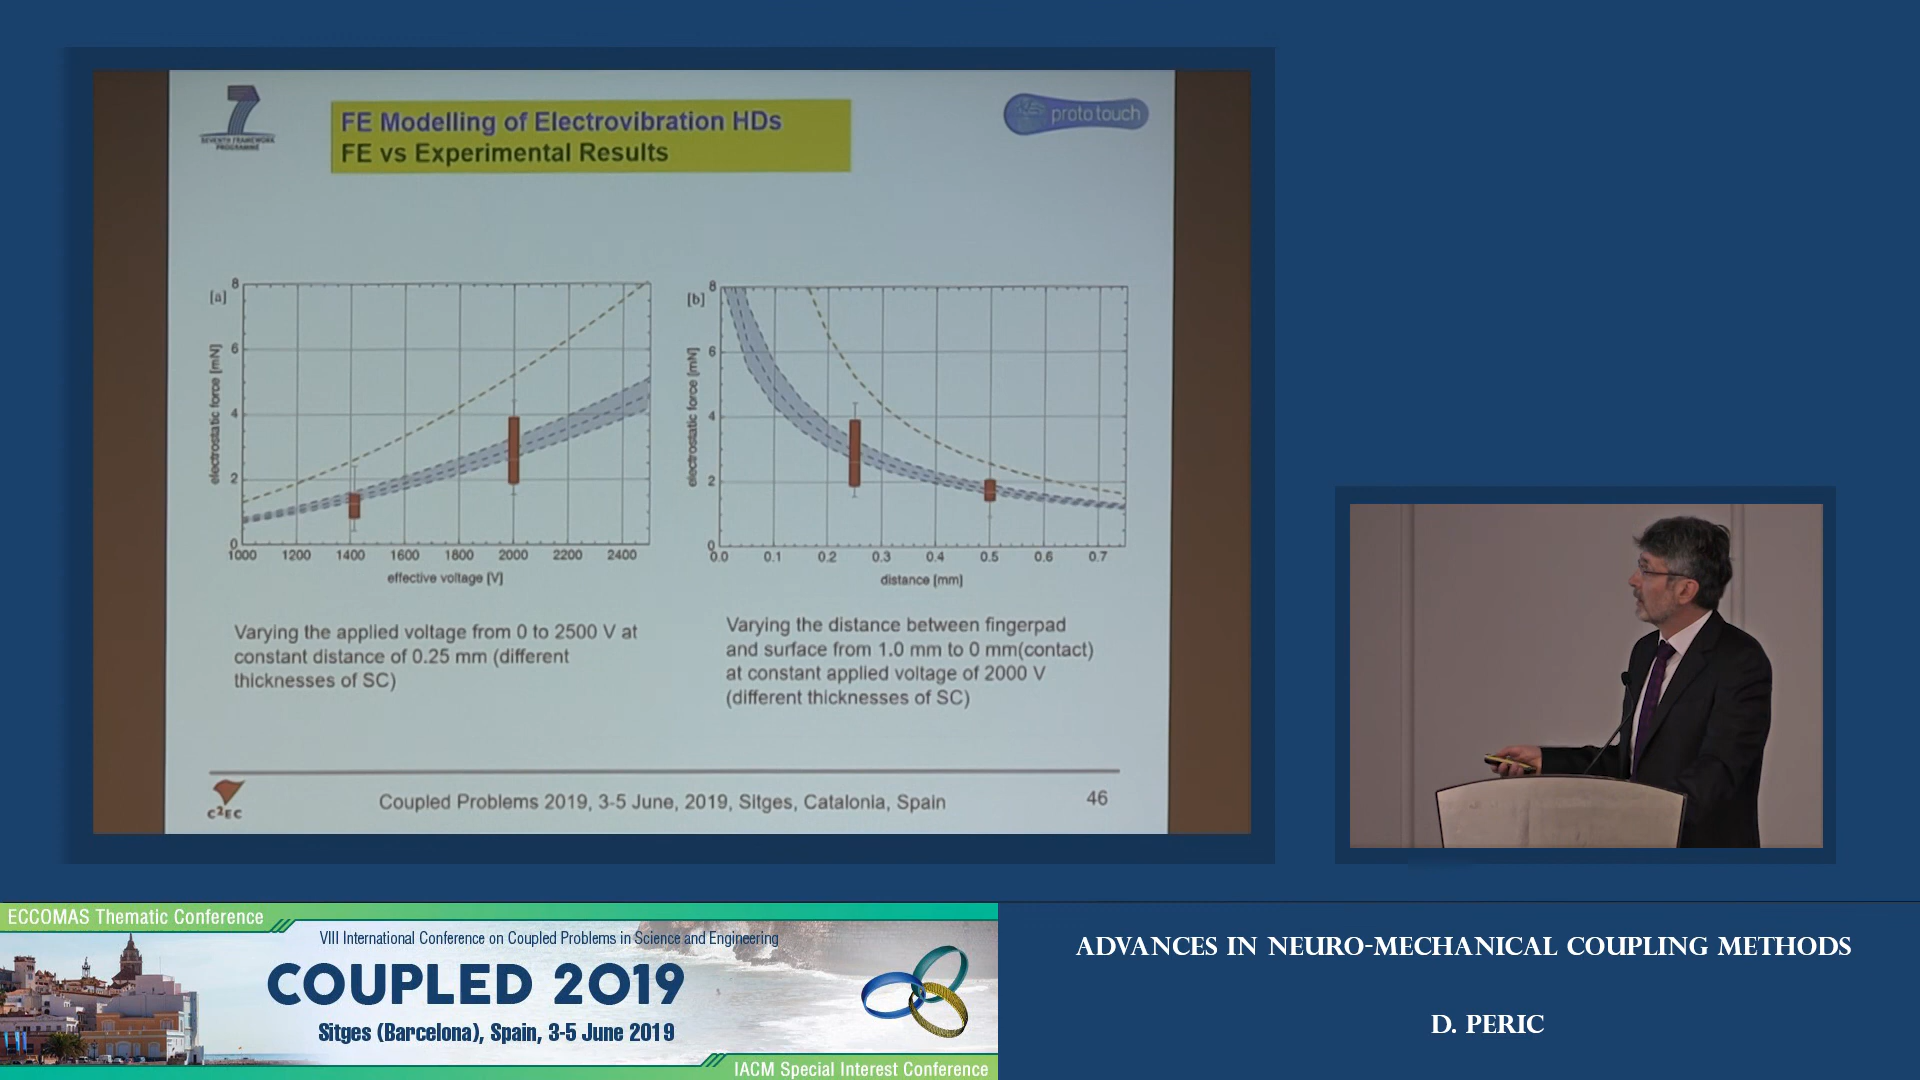 SEVENTH FRAMEWORK
PROGRAMME
FE Modelling of Electrovibration HDs
FE vs Experimental Results
proto touch
[a]
8
6
4
2
0
electrostatic force [mN]
1000 1200 1400 1600 1800 2000 2200 2400
effective voltage [V]
[b]
8
6
4
2
0
electrostatic force [mN]
0.0 0.1 0.2 0.3 0.4 0.5 0.6 0.7
distance [mm]
Varying the applied voltage from 0 to 2500 V at
constant distance of 0.25 mm (different
thicknesses of SC)
Varying the distance between fingerpad
and surface from 1.0 mm to 0 mm(contact)
at constant applied voltage of 2000 V
(different thicknesses of SC)
C²EC
Coupled Problems 2019, 3-5 June, 2019, Sitges, Catalonia, Spain
46
ECCOMAS Thematic Conference
VIII International Conference on Coupled Problems in Science and Engineering
COUPLED 2019
Sitges (Barcelona), Spain, 3-5 June 2019
IACM Special Interest Conference
ADVANCES IN NEURO-MECHANICAL COUPLING METHODS
D. PERIC